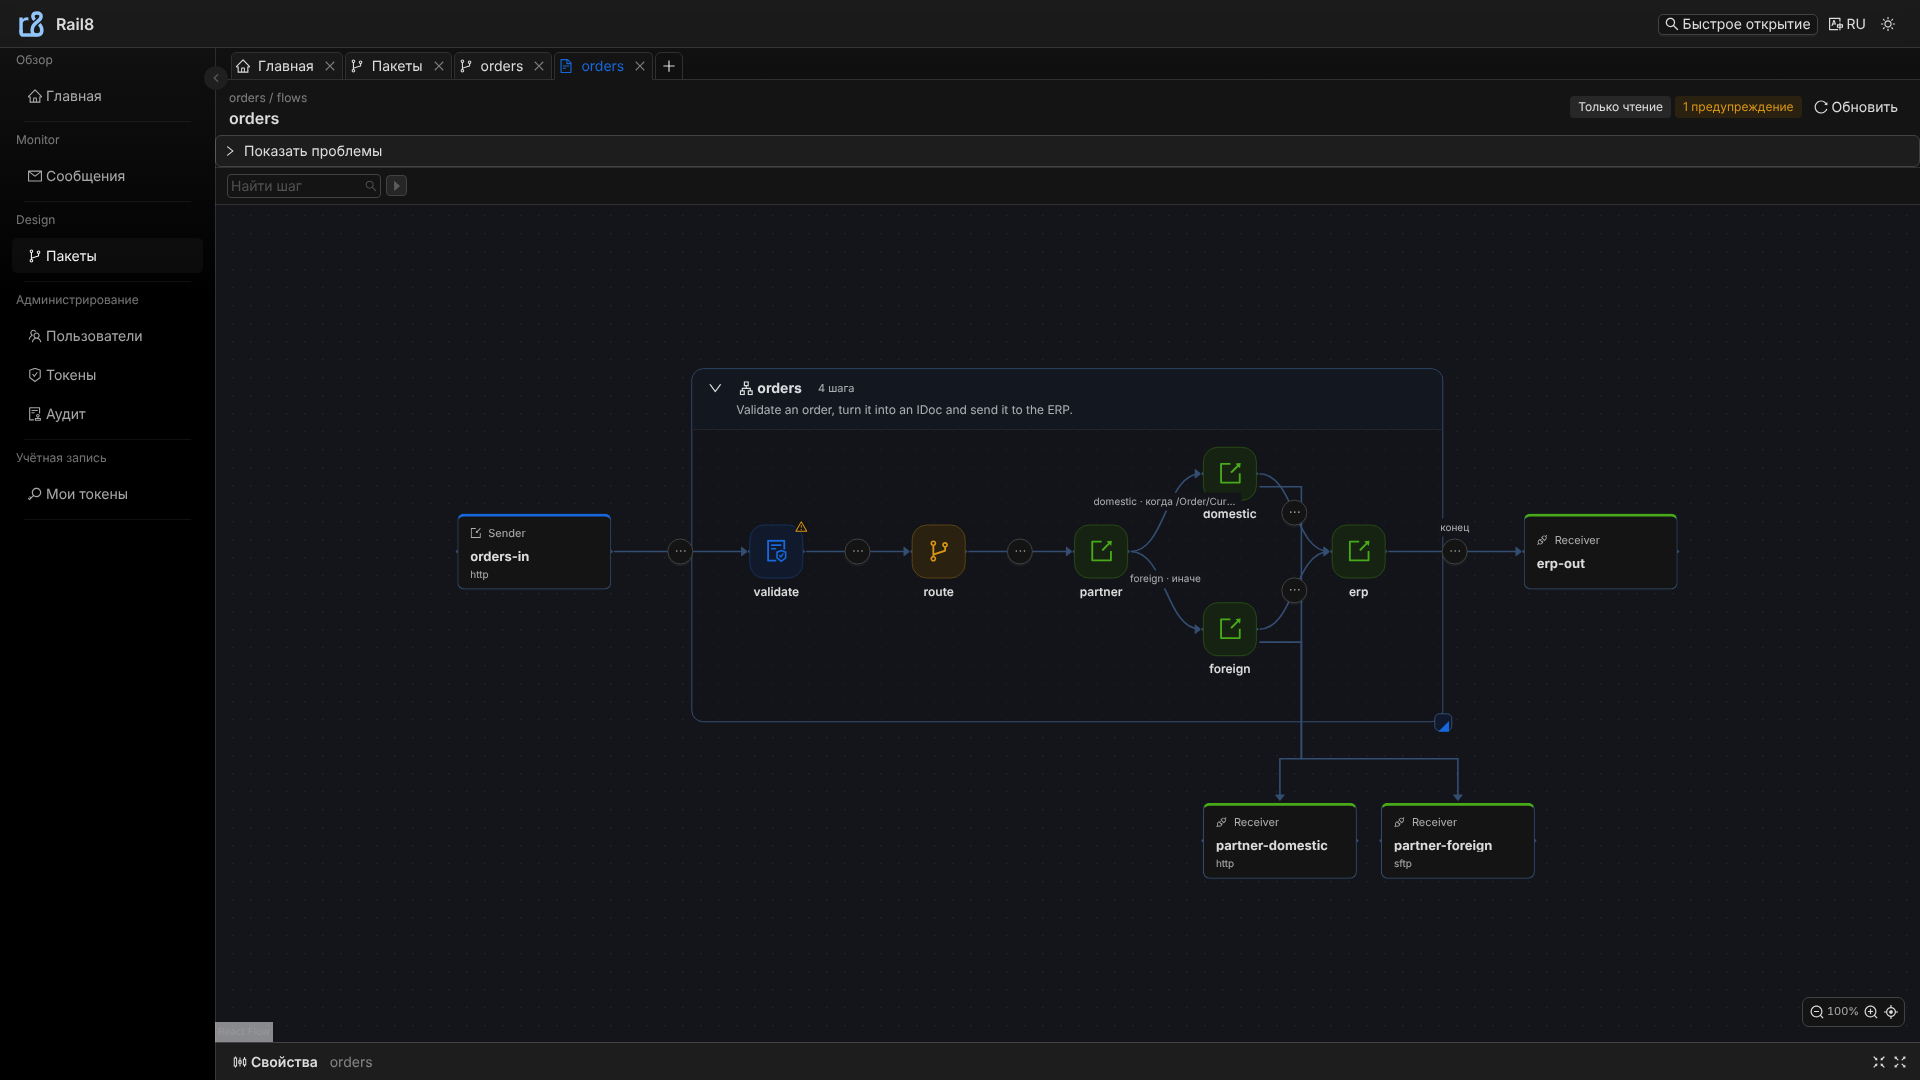 Rail8
Быстрое открытие
RU
Обзор
Главная
Monitor
Сообщения
Design
Пакеты
Администрирование
Пользователи
Токены
Аудит
Учётная запись
Мои токены
Главная
Пакеты
orders
orders
orders / flows
orders
Только чтение
1 предупреждение
Обновить
Показать проблемы
Найти шаг
orders 4 шага
Validate an order, turn it into an IDoc and send it to the ERP.
Sender
orders-in
http
validate
route
partner
domestic · когда /Order/Cur...
domestic
foreign · иначе
foreign
erp
конец
Receiver
erp-out
Receiver
partner-domestic
http
Receiver
partner-foreign
sftp
100%
React Flow
Свойства orders